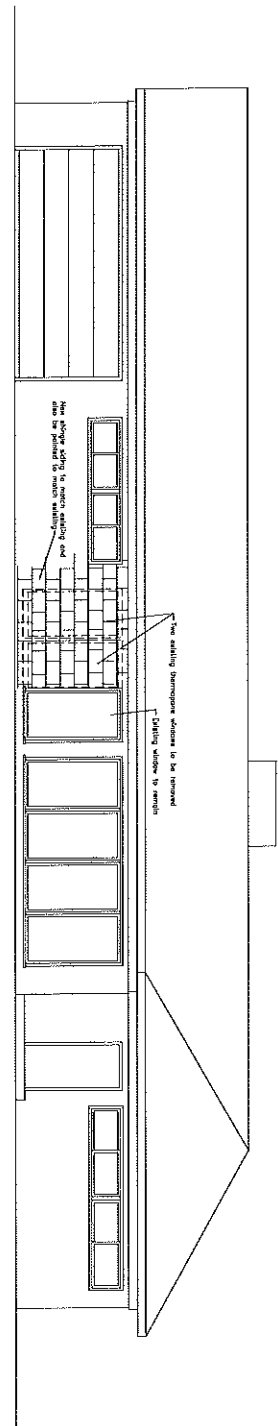 New shingle siding to match existing and
also be painted to match existing
Two existing thermopane windows to be removed
Existing window to remain